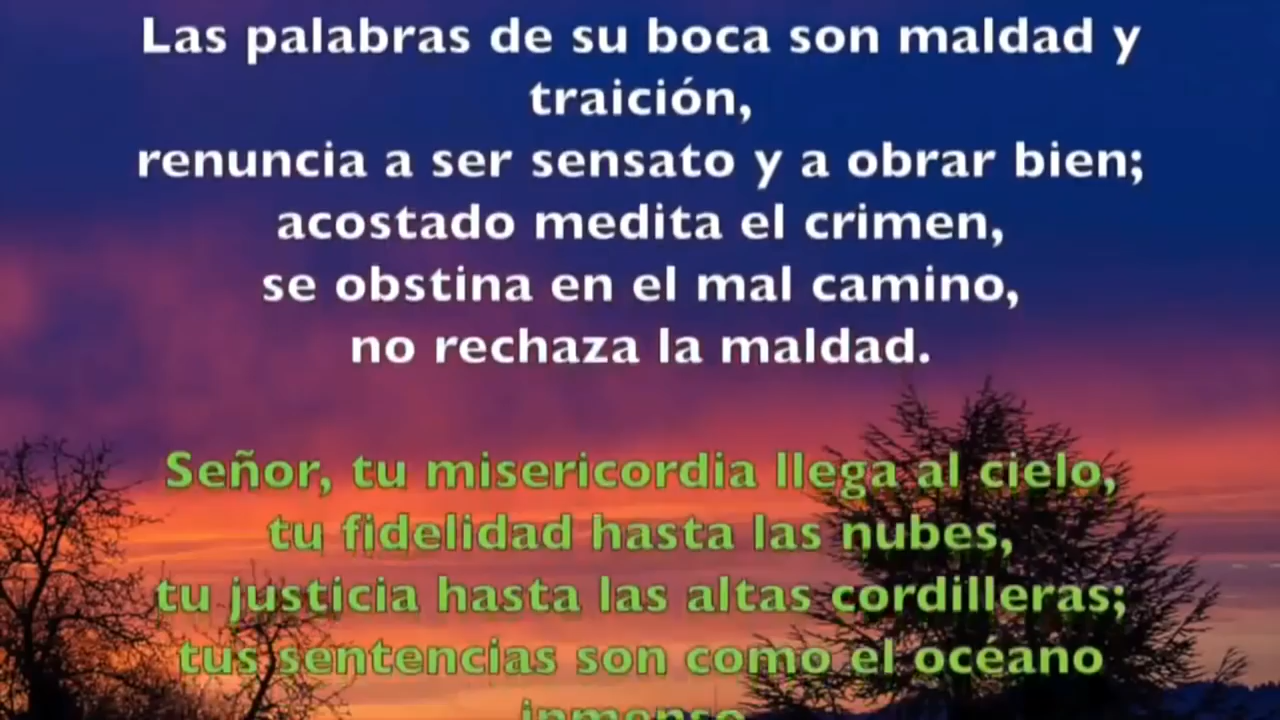 Las palabras de su boca son maldad y
traición,
renuncia a ser sensato y a obrar bien;
acostado medita el crimen,
se obstina en el mal camino,
no rechaza la maldad.
Señor, tu misericordia llega al cielo,
tu fidelidad hasta las nubes,
tu justicia hasta las altas cordilleras;
tus sentencias son como el océano
inmenso